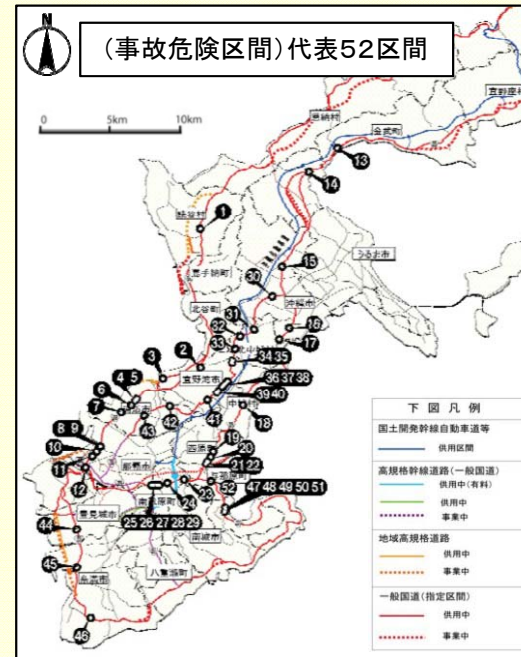 N
(事故危険区間)代表52区間
0 5km 10km
宜野座村
恩納村
金武町
13
14
読谷村
1
嘉手納町
うるま市
15
30
沖縄市
北谷町
31
16
32
17
33
北中城村
34 35
2
3
宜野湾市
36 37 38
4 5
6
7
浦添市
39 40
中城村
41
42
43
18
8 9
10
11
12
那覇市
西原町
19
20
21 22
与那原町
23
52
47 48 49 50 51
24
南風原町
25 26 27 28 29
豊見城市
44
南城市
八重瀬町
45
糸満市
46
下図凡例
国土開発幹線自動車道等
供用区間
高規格幹線道路(一般国道)
供用中(有料)
供用中
事業中
地域高規格道路
供用中
事業中
一般国道(指定区間)
供用中
事業中